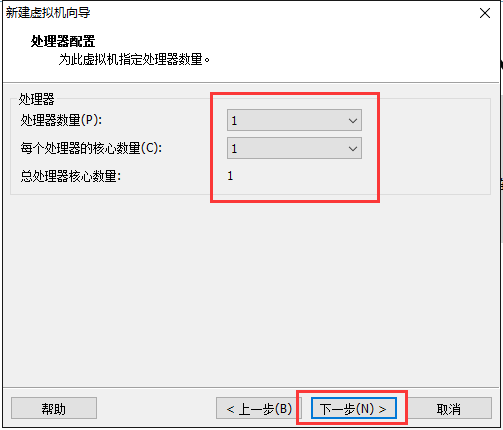 新建虚拟机向导
处理器配置
为此虚拟机指定处理器数量。
处理器
处理器数量(P):
1
每个处理器的核心数量(C):
1
总处理器核心数量:
1
帮助
< 上一步(B)
下一步(N) >
取消